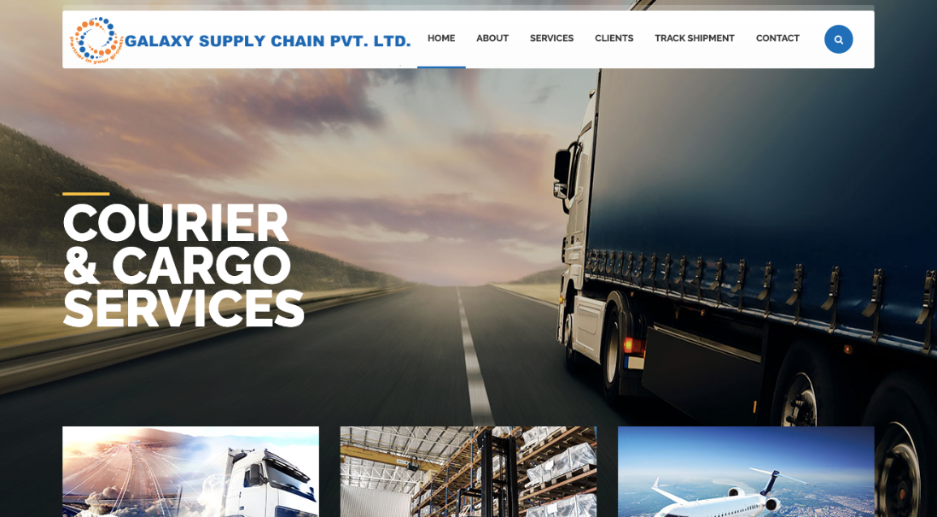 GALAXY SUPPLY CHAIN PVT. LTD.
HOME
ABOUT
SERVICES
CLIENTS
TRACK SHIPMENT
CONTACT
COURIER
& CARGO
SERVICES